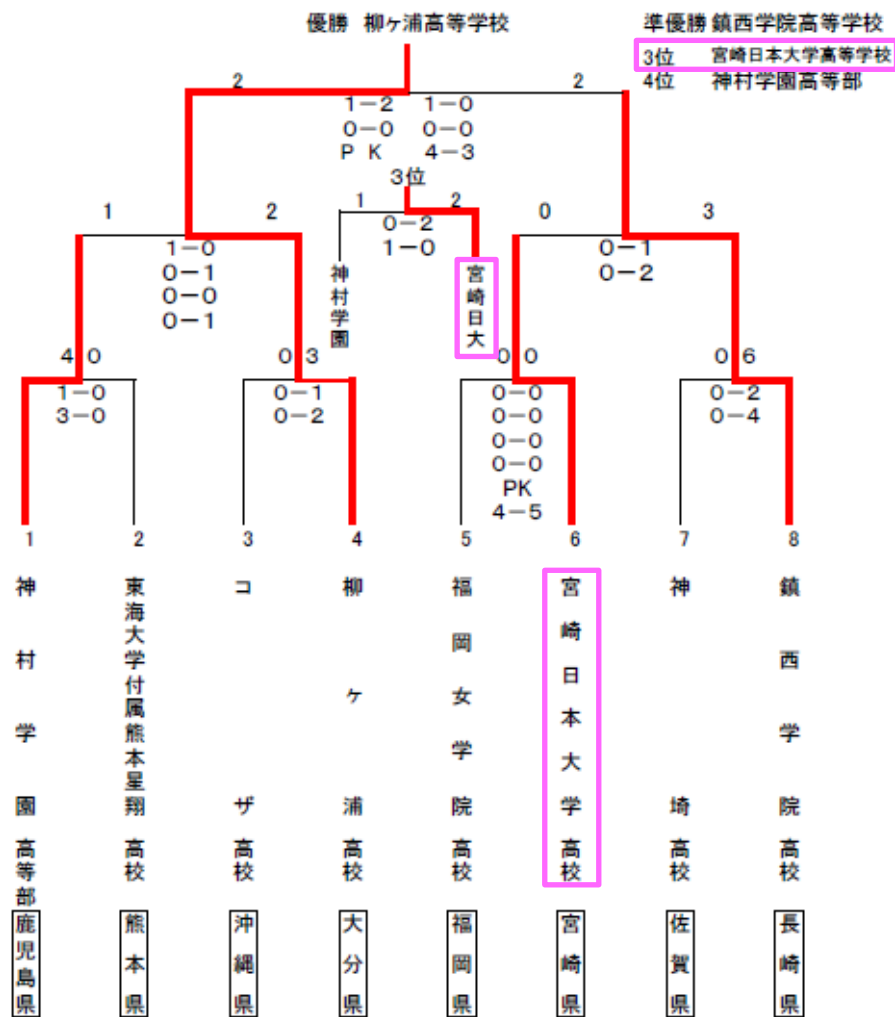 優勝 柳ヶ浦高等学校
準優勝 鎮西学院高等学校
3位 宮崎日本大学高等学校
4位 神村学園高等部
2 2
1-2 1-0
0-0 0-0
PK 4-3
3位
1 2 1 2 0 3
0-2
1-0
1-0
0-1
0-0
0-1
0-1
0-2
神村学園
宮崎日大
4 0 0 3 0 0 0 6
1-0
3-0
0-1
0-2
0-0
0-0
0-0
0-0
PK
4-5
0-2
0-4
1 2 3 4 5 6 7 8
神村学園高等部
東海大学付属熊本星翔高校
コザ高校
柳ヶ浦高校
福岡女学院高校
宮崎日本大学高校
神埼高校
鎮西学院高校
鹿児島県
熊本県
沖縄県
大分県
福岡県
宮崎県
佐賀県
長崎県